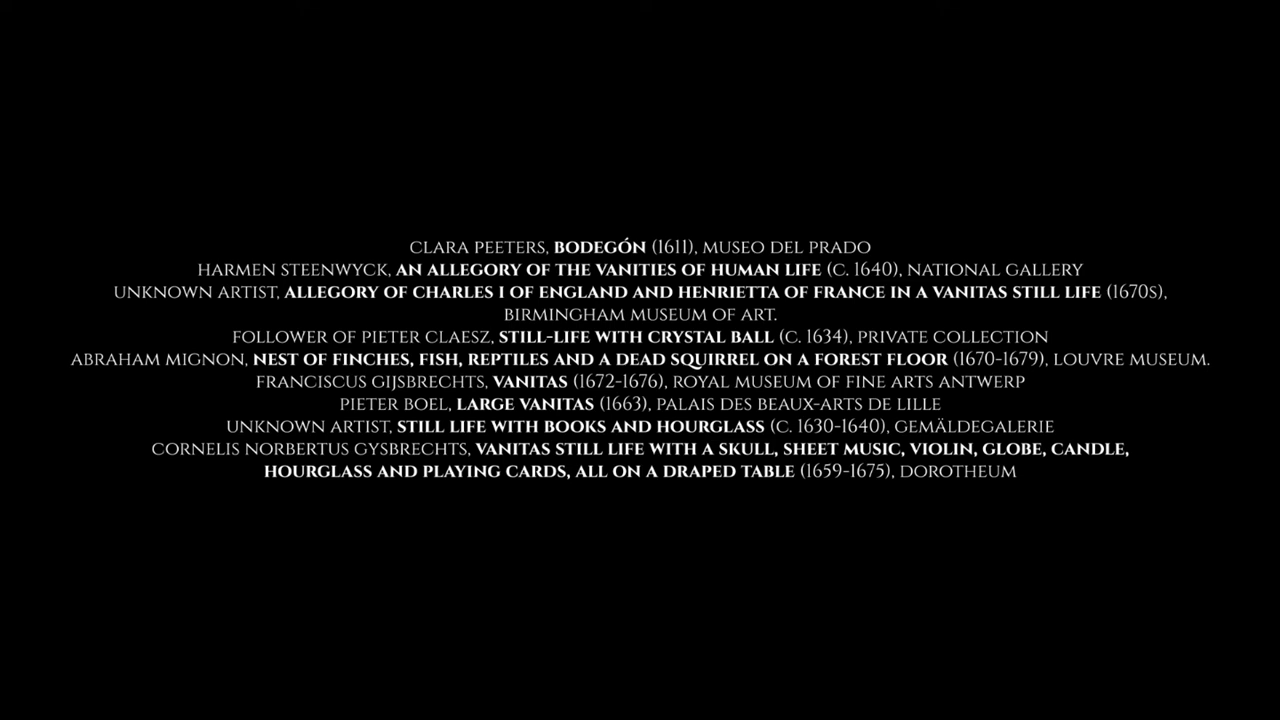 CLARA PEETERS, BODEGÓN (1611), MUSEO DEL PRADO
HARMEN STEENWYCK, AN ALLEGORY OF THE VANITIES OF HUMAN LIFE (C. 1640), NATIONAL GALLERY
UNKNOWN ARTIST, ALLEGORY OF CHARLES I OF ENGLAND AND HENRIETTA OF FRANCE IN A VANITAS STILL LIFE (1670S),
BIRMINGHAM MUSEUM OF ART.
FOLLOWER OF PIETER CLAESZ, STILL-LIFE WITH CRYSTAL BALL (C. 1634), PRIVATE COLLECTION
ABRAHAM MIGNON, NEST OF FINCHES, FISH, REPTILES AND A DEAD SQUIRREL ON A FOREST FLOOR (1670-1679), LOUVRE MUSEUM.
FRANCISCUS GIJSBRECHTS, VANITAS (1672-1676), ROYAL MUSEUM OF FINE ARTS ANTWERP
PIETER BOEL, LARGE VANITAS (1663), PALAIS DES BEAUX-ARTS DE LILLE
UNKNOWN ARTIST, STILL LIFE WITH BOOKS AND HOURGLASS (C. 1630-1640), GEMÄLDEGALERIE
CORNELIS NORBERTUS GYSBRECHTS, VANITAS STILL LIFE WITH A SKULL, SHEET MUSIC, VIOLIN, GLOBE, CANDLE,
HOURGLASS AND PLAYING CARDS, ALL ON A DRAPED TABLE (1659-1675), DOROTHEUM